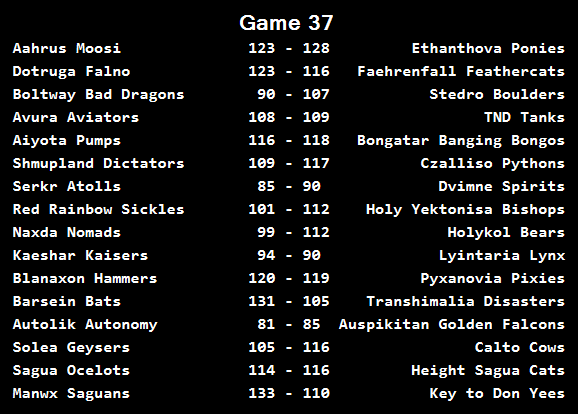 Game 37
Aahrus Moosi 123 - 128 Ethanthova Ponies
Dotruga Falno 123 - 116 Faehrenfall Feathercats
Boltway Bad Dragons 90 - 107 Stedro Boulders
Avura Aviators 108 - 109 TND Tanks
Aiyota Pumps 116 - 118 Bongatar Banging Bongos
Shmupland Dictators 109 - 117 Czalliso Pythons
Serkr Atolls 85 - 90 Dvimne Spirits
Red Rainbow Sickles 101 - 112 Holy Yektonisa Bishops
Naxda Nomads 99 - 112 Holykol Bears
Kaeshar Kaisers 94 - 90 Lyintaria Lynx
Blanaxon Hammers 120 - 119 Pyxanovia Pixies
Barsein Bats 131 - 105 Transhimalia Disasters
Autolik Autonomy 81 - 85 Auspikitan Golden Falcons
Solea Geysers 105 - 116 Calto Cows
Sagua Ocelots 114 - 116 Height Sagua Cats
Manwx Saguans 133 - 110 Key to Don Yees